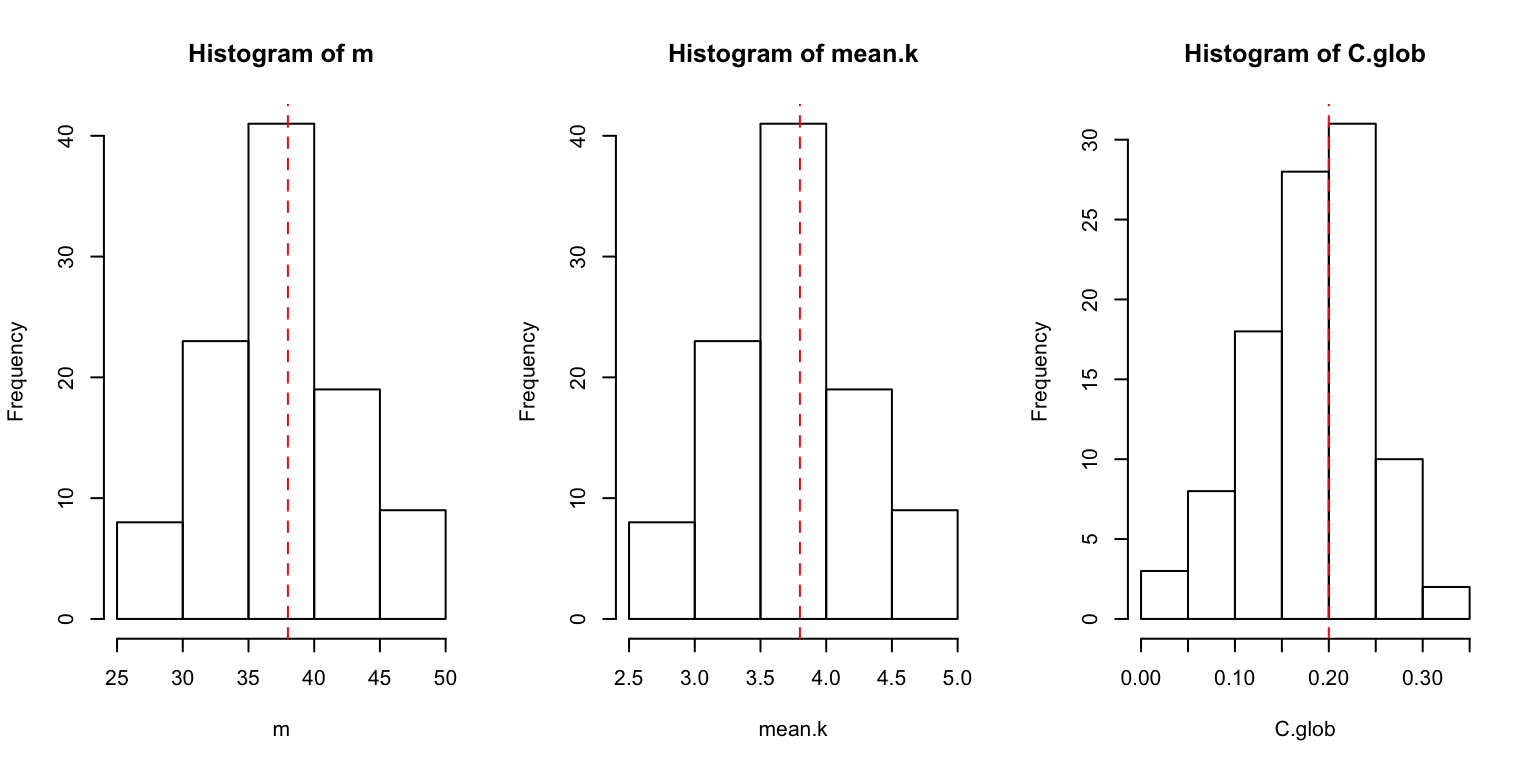 Histogram of m
Frequency
40
30
20
10
0
25 30 35 40 45 50
m
Histogram of mean.k
Frequency
40
30
20
10
0
2.5 3.0 3.5 4.0 4.5 5.0
mean.k
Histogram of C.glob
Frequency
30
25
20
15
10
5
0
0.00 0.10 0.20 0.30
C.glob